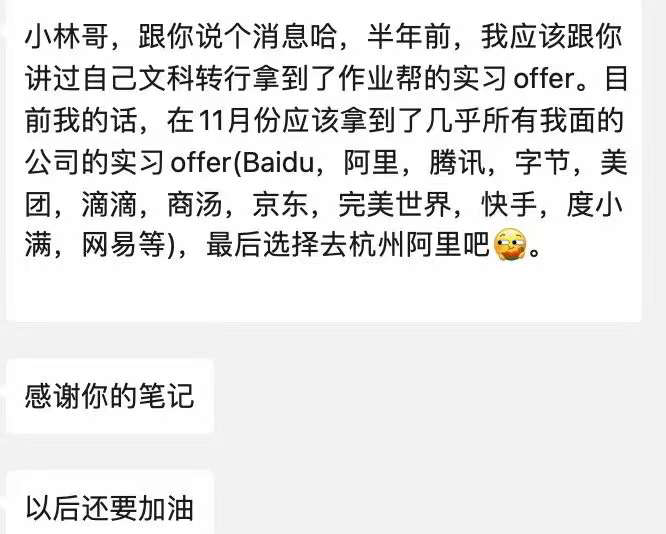 小林哥，跟你说个消息哈，半年前，我应该跟你
讲过自己文科转行拿到了作业帮的实习 offer。目
前我的话，在11月份应该拿到了几乎所有我面的
公司的实习 offer(Baidu，阿里，腾讯，字节，美
团，滴滴，商汤，京东，完美世界，快手，度小
满，网易等)，最后选择去杭州阿里吧。
感谢你的笔记
以后还要加油